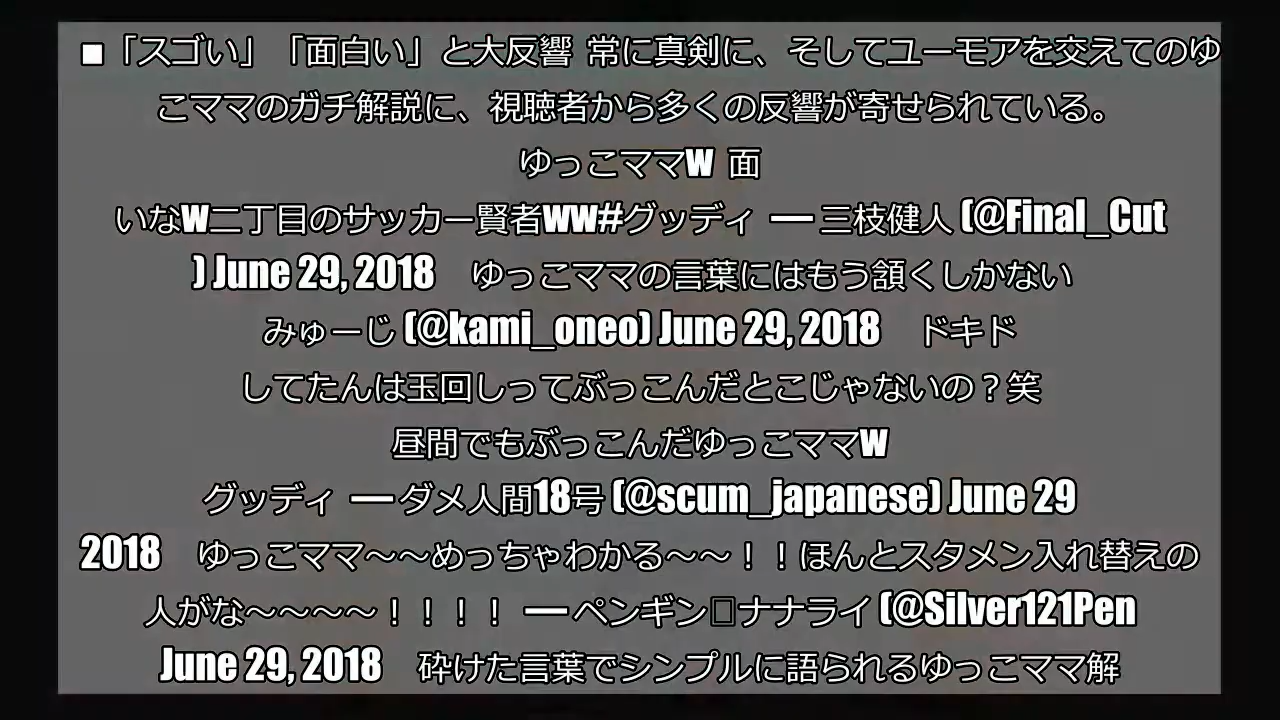 ■「スゴい」「面白い」と大反響 常に真剣に、そしてユーモアを交えてのゆ
こママのガチ解説に、視聴者から多くの反響が寄せられている。
ゆっこママW 面
いなW二丁目のサッカー賢者WW#グッディ — 三枝健人 (@Final_Cut
) June 29, 2018 ゆっこママの言葉にはもう頷くしかない
みゅーじ (@kami_oneo) June 29, 2018 ドキド
してたんは玉回しってぶっこんだとこじゃないの？笑
昼間でもぶっこんだゆっこママW
グッディ — ダメ人間18号 (@scum_japanese) June 29
2018 ゆっこママ～～めっちゃわかる～～！！ほんとスタメン入れ替えの
人がな～～～～！！！！ — ペンギン□ナナライ (@Silver121Pen
June 29, 2018 砕けた言葉でシンプルに語られるゆっこママ解